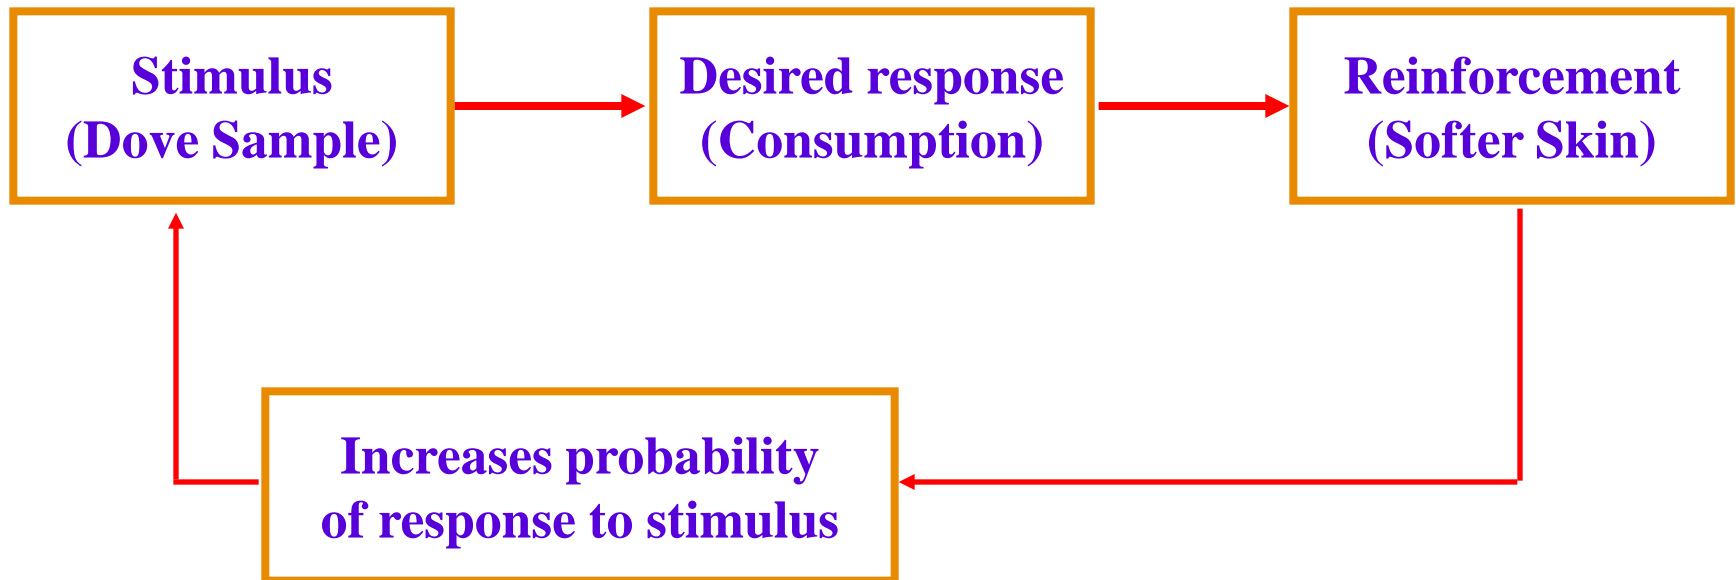 Stimulus
(Dove Sample)
Desired response
(Consumption)
Reinforcement
(Softer Skin)
Increases probability
of response to stimulus